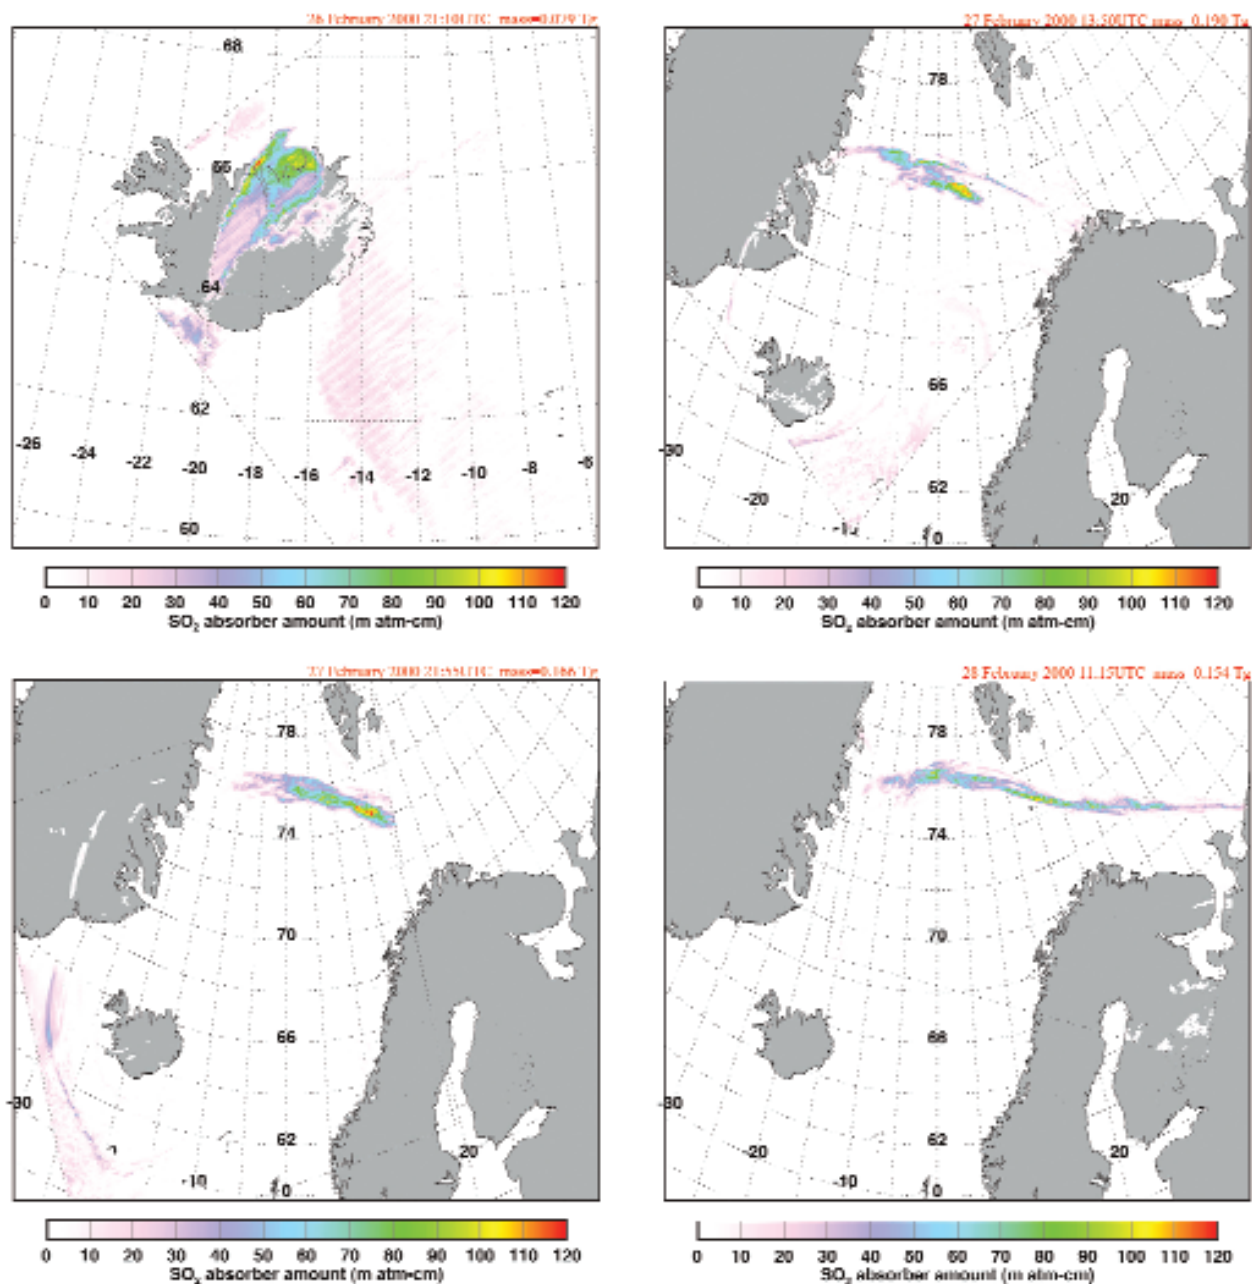 26 February 2000 21:10UTC mass=0.079 Tg
68
66
64
62
60
-26 -24 -22 -20 -18 -16 -14 -12 -10 -8 -6
0 10 20 30 40 50 60 70 80 90 100 110 120
SO2 absorber amount (m atm-cm)
27 February 2000 13:50UTC mass 0.190 Tg
78
66
62
-30 -20 0 20
0 10 20 30 40 50 60 70 80 90 100 110 120
SO2 absorber amount (m atm-cm)
27 February 2000 21:55UTC mass=0.166 Tg
78
74
70
66
62
-30 -10 0 20
0 10 20 30 40 50 60 70 80 90 100 110 120
SO2 absorber amount (m atm-cm)
28 February 2000 11:15UTC mass 0.154 Tg
78
74
70
66
62
-30 -20 -10 0 20
0 10 20 30 40 50 60 70 80 90 100 110 120
SO2 absorber amount (m atm-cm)